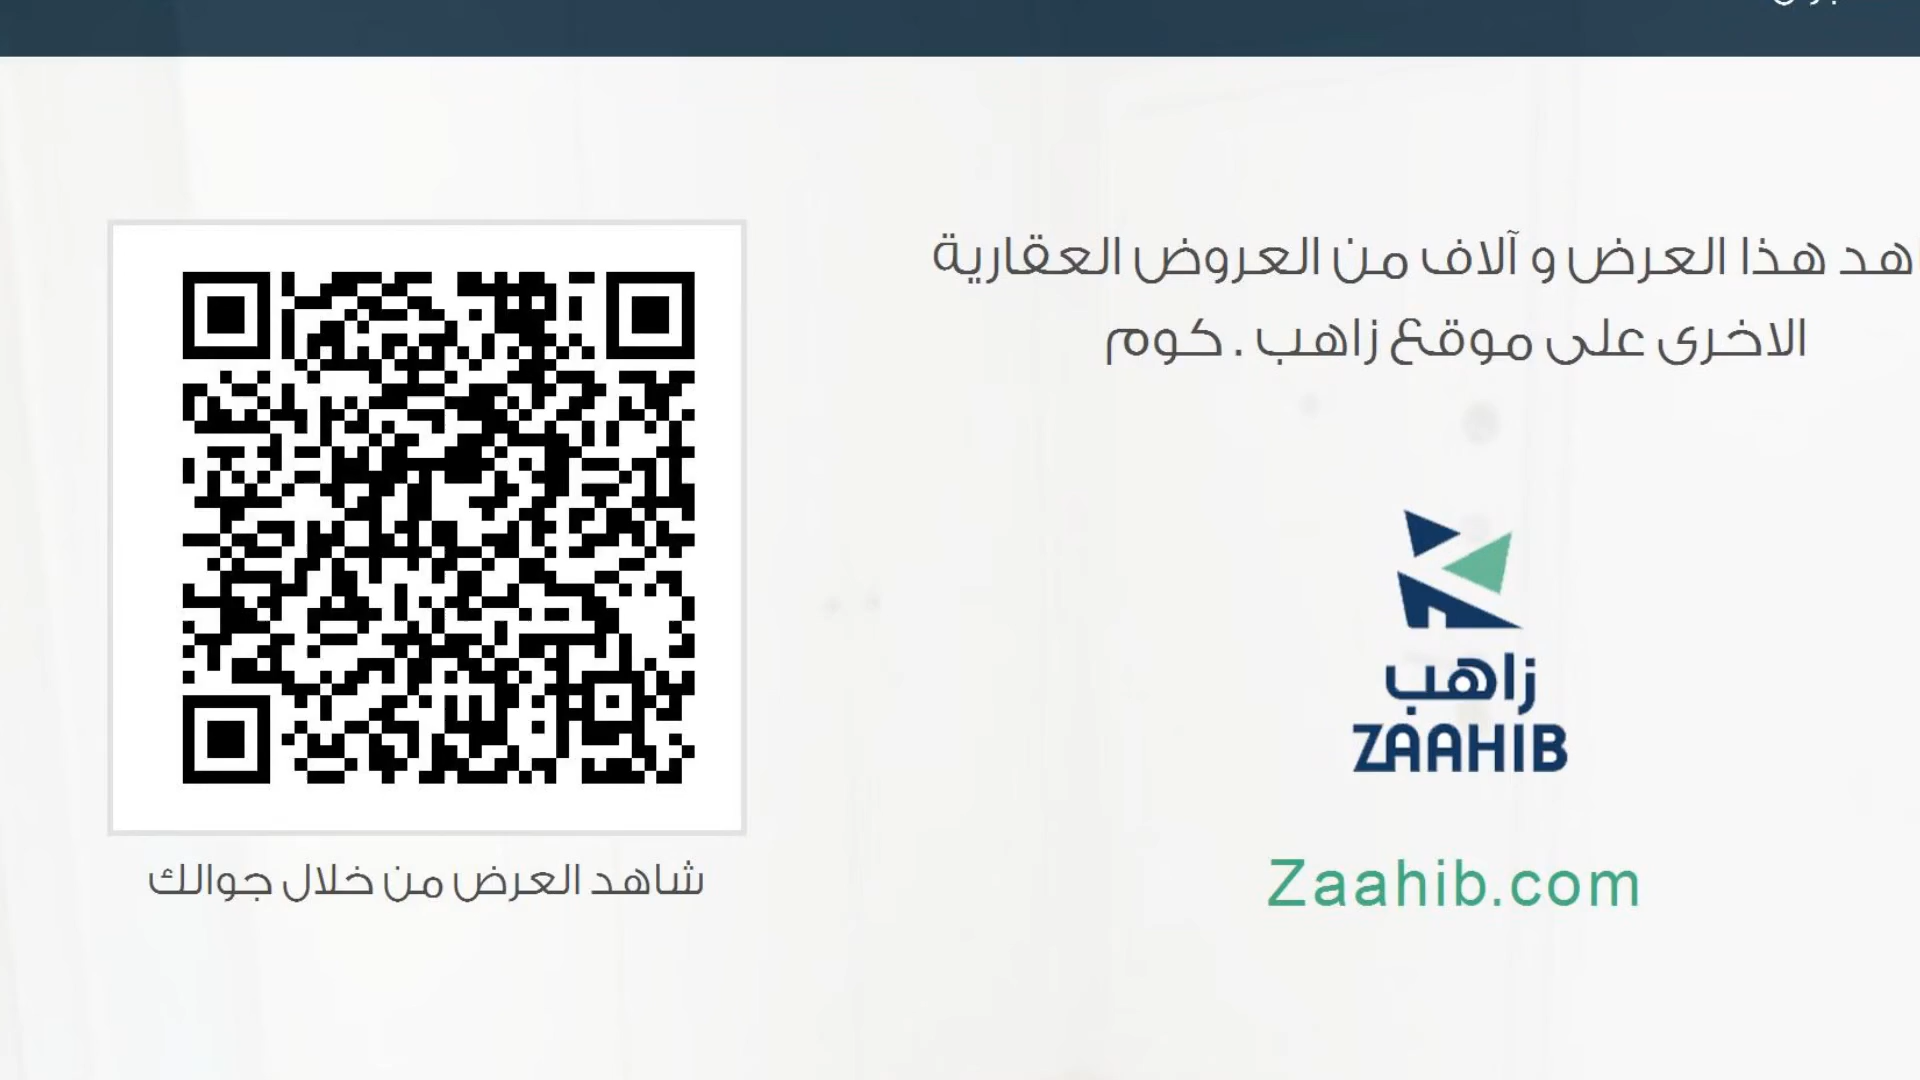 هد هذا العرض و آلاف من العروض العقارية
الاخرى على موقع زاهب . كوم
زاهب
ZAAHIB
Zaahib.com
شاهد العرض من خلال جوالك